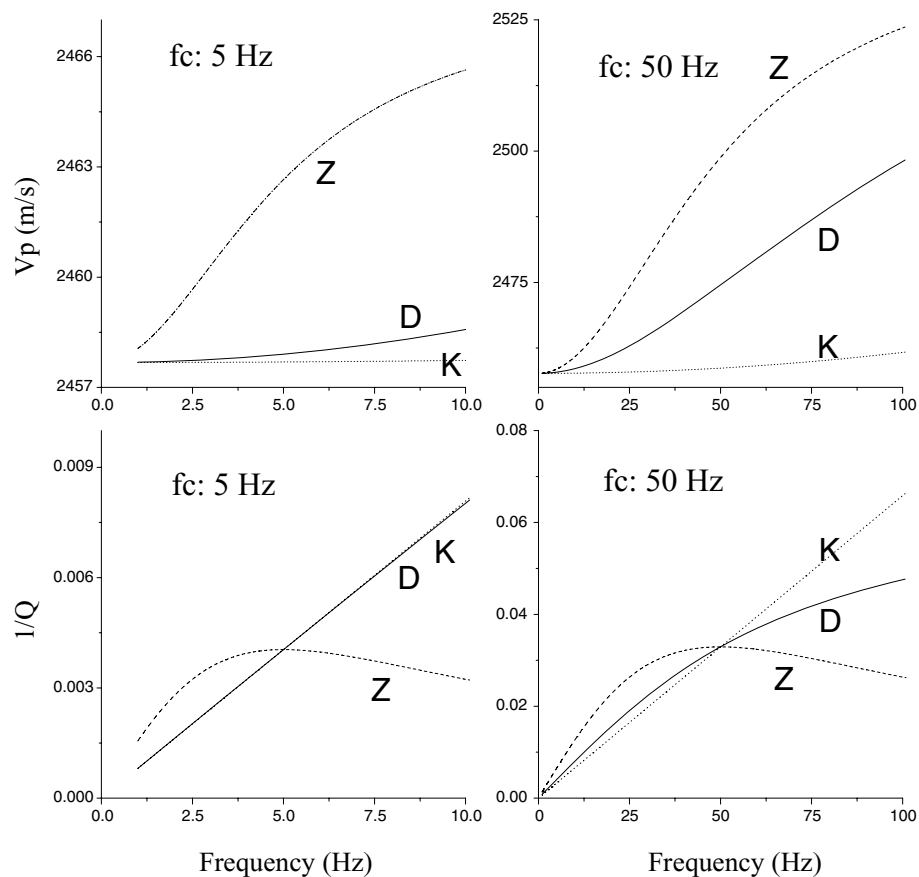 fc: 5 Hz
Z
D
K
Vp (m/s)
2466
2463
2460
2457
0.0 2.5 5.0 7.5 10.0
fc: 50 Hz
Z
D
K
2525
2500
2475
0 25 50 75 100
fc: 5 Hz
K
D
Z
1/Q
0.009
0.006
0.003
0.000
0.0 2.5 5.0 7.5 10.0
Frequency (Hz)
fc: 50 Hz
K
D
Z
0.08
0.06
0.04
0.02
0.00
0 25 50 75 100
Frequency (Hz)